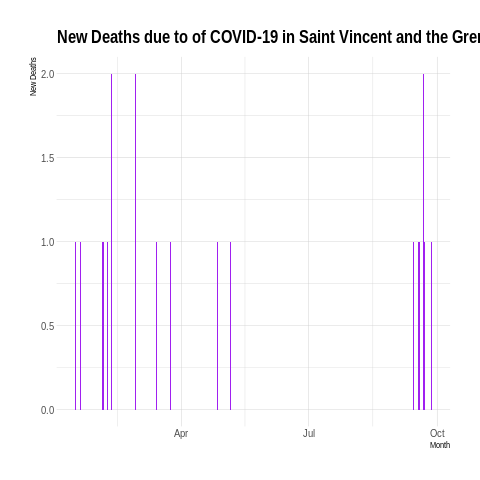 New Deaths due to of COVID-19 in Saint Vincent and the Gren
New Deaths
2.0
1.5
1.0
0.5
0.0
Apr
Jul
Oct
Month